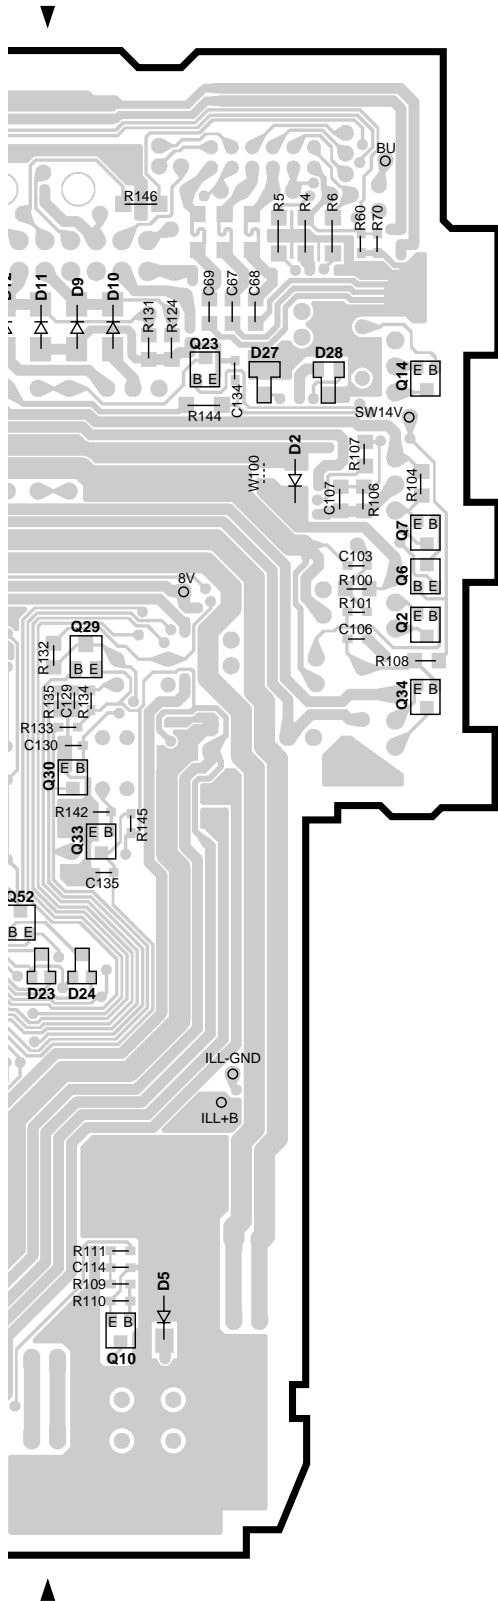 BU
R146
R5
R4
R6
R60
R70
D11
D9
D10
R131
R124
C69
C67
C68
Q23
B E
C134
R144
D27
D28
Q14
E B
SW14V
D2
W100
R107
C107
R106
R104
Q7
E B
C103
Q6
B E
R100
R101
Q2
E B
C106
R108
Q34
E B
8V
Q29
B E
R132
R135
C129
R134
R133
C130
Q30
E B
R142
Q33
E B
R145
C135
Q52
B E
D23
D24
ILL-GND
ILL+B
R111
C114
R109
R110
D5
E B
Q10